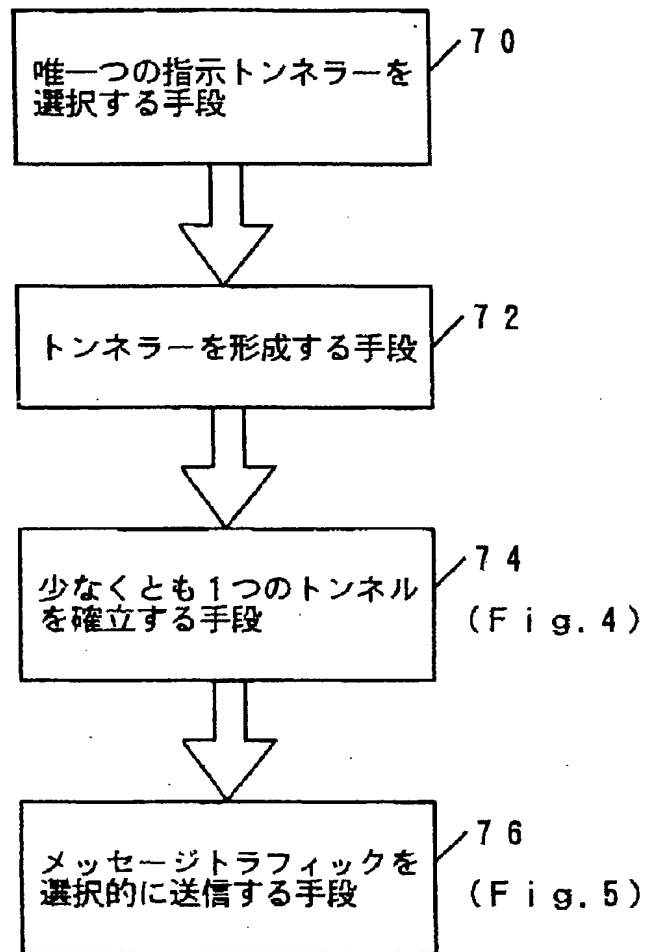 唯一つの指示トンネラーを
選択する手段
70
トンネラーを形成する手段
72
少なくとも1つのトンネル
を確立する手段
74
(Fig.4)
メッセージトラフィックを
選択的に送信する手段
76
(Fig.5)